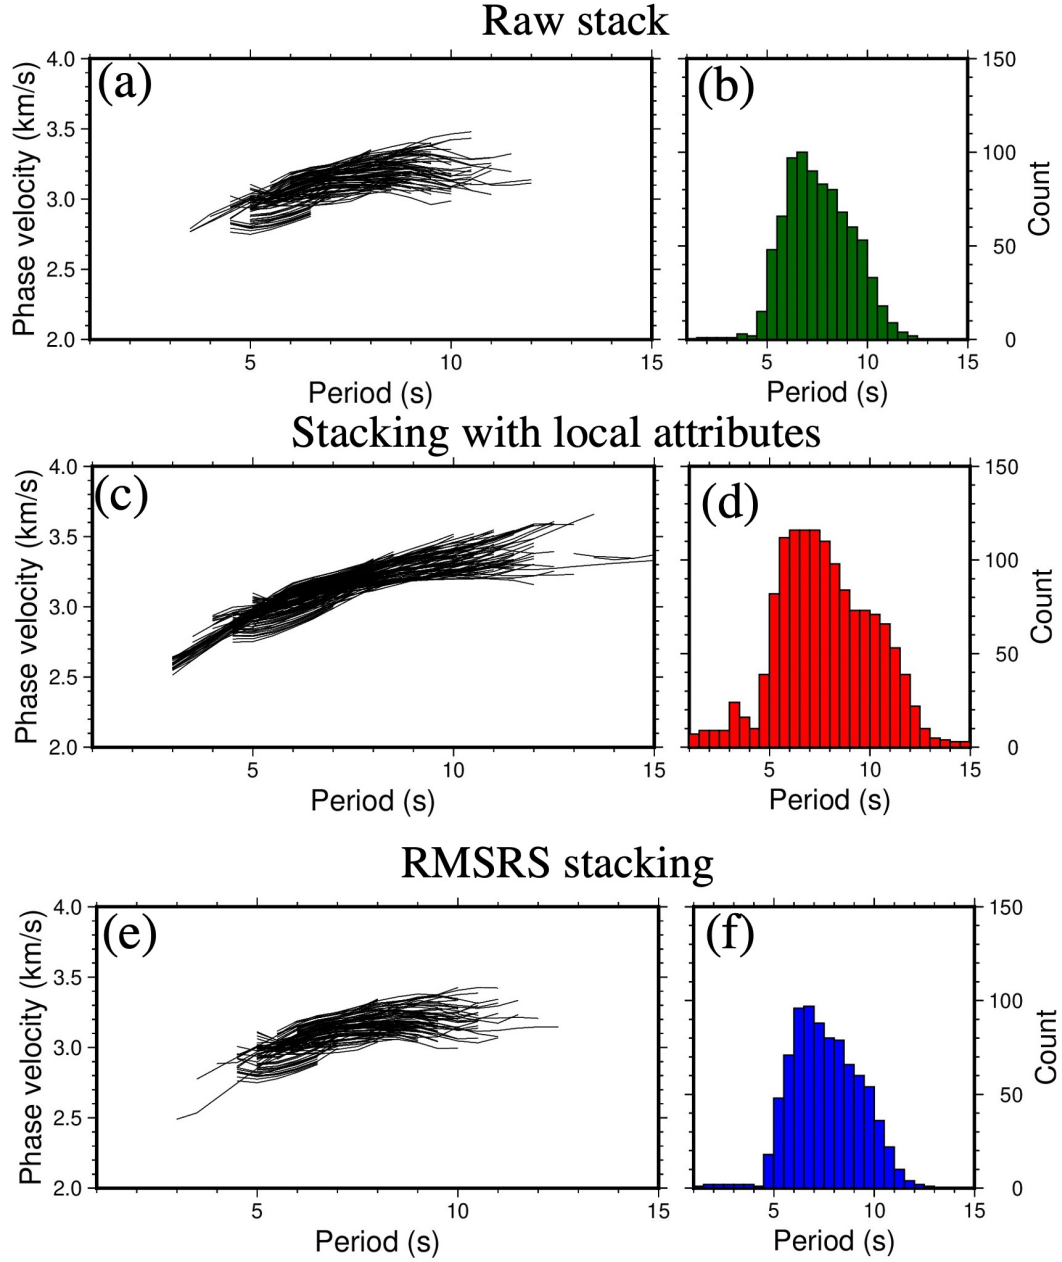 Raw stack
(a)
(b)
Phase velocity (km/s)
4.0
3.5
3.0
2.5
2.0
5 10 15
Period (s)
150
100
50
0
Count
5 10 15
Period (s)
Stacking with local attributes
(c)
(d)
Phase velocity (km/s)
4.0
3.5
3.0
2.5
2.0
5 10 15
Period (s)
150
100
50
0
Count
5 10 15
Period (s)
RMSRS stacking
(e)
(f)
Phase velocity (km/s)
4.0
3.5
3.0
2.5
2.0
5 10 15
Period (s)
150
100
50
0
Count
5 10 15
Period (s)